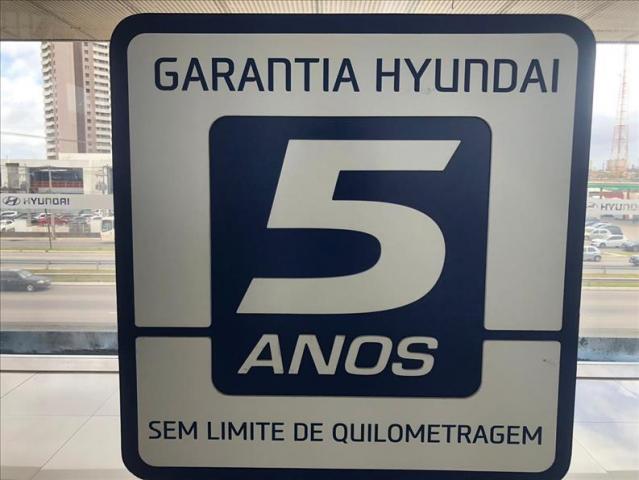 GARANTIA HYUNDAI
5
ANOS
SEM LIMITE DE QUILOMETRAGEM
HYUNDAI
HYUNDAI